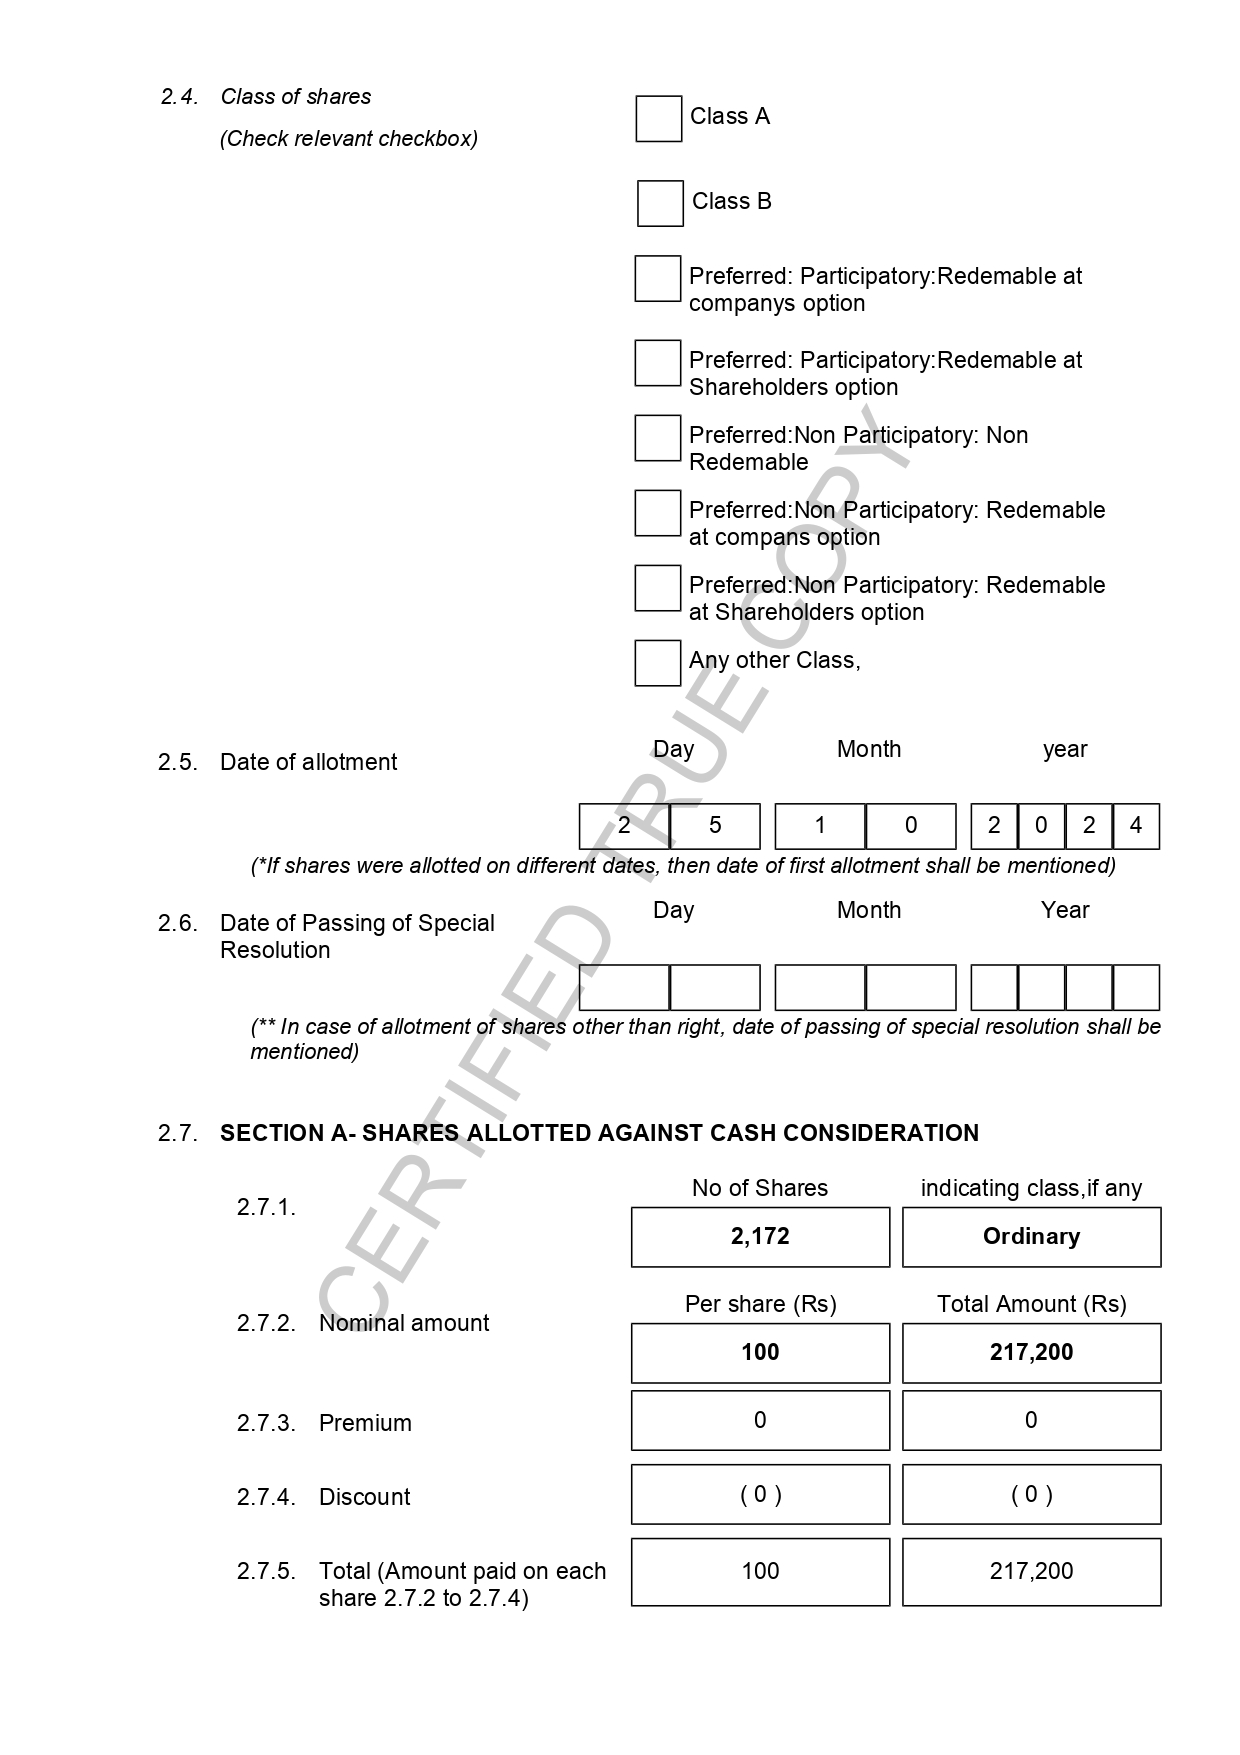 2.4. Class of shares
(Check relevant checkbox)
Class A
Class B
Preferred: Participatory:Redemable at
companys option
Preferred: Participatory:Redemable at
Shareholders option
Preferred:Non Participatory: Non
Redemable
Preferred:Non Participatory: Redemable
at compans option
Preferred:Non Participatory: Redemable
at Shareholders option
Any other Class,
2.5. Date of allotment
Day Month year
2 5 1 0 2 0 2 4
(*If shares were allotted on different dates, then date of first allotment shall be mentioned)
2.6. Date of Passing of Special
Resolution
Day Month Year
(** In case of allotment of shares other than right, date of passing of special resolution shall be
mentioned)
2.7. SECTION A- SHARES ALLOTTED AGAINST CASH CONSIDERATION
No of Shares indicating class,if any
2.7.1.
2,172 Ordinary
Per share (Rs) Total Amount (Rs)
2.7.2. Nominal amount
100 217,200
2.7.3. Premium 0 0
2.7.4. Discount ( 0 ) ( 0 )
2.7.5. Total (Amount paid on each
share 2.7.2 to 2.7.4)
100 217,200
CERTIFIED TRUE COPY